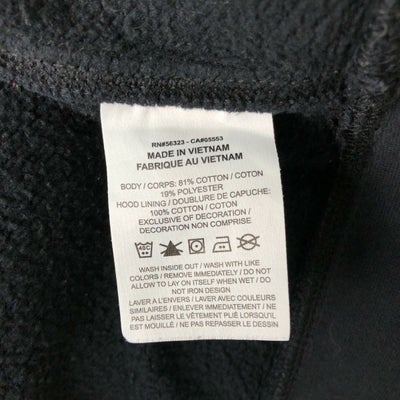 RN#56323 - CA#05553
MADE IN VIETNAM
FABRIQUE AU VIETNAM
BODY / CORPS: 81% COTTON / COTON
19% POLYESTER
HOOD LINING / DOUBLURE DE CAPUCHE:
100% COTTON / COTON
EXCLUSIVE OF DECORATION /
DECORATION NON COMPRISE
40C
WASH INSIDE OUT / WASH WITH LIKE
COLORS / REMOVE IMMEDIATELY / DO NOT
ALLOW TO LAY ON ITSELF WHEN WET / DO
NOT IRON DESIGN
LAVER A L'ENVERS / LAVER AVEC COULEURS
SIMILAIRES / ENLEVER IMMEDIATEMENT / NE
PAS LAISSER LE VÊTEMENT PLIÉ LORSQU'IL
EST MOUILLÉ / NE PAS REPASSER LE DESSIN